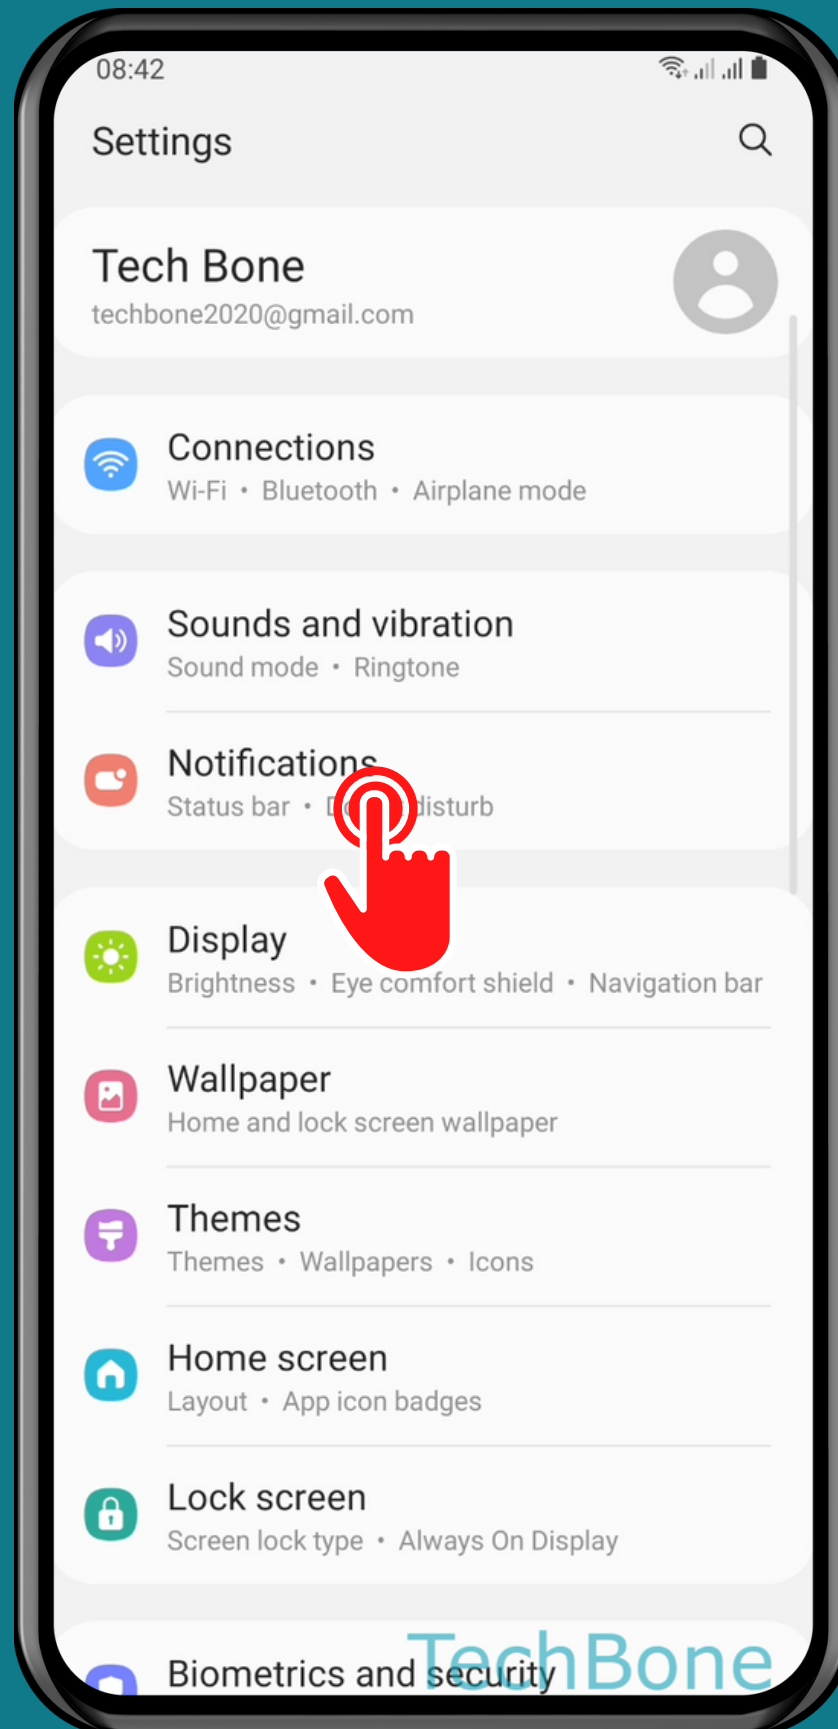 08:42
Settings
Tech Bone
techbone2020@gmail.com
Connections
Wi-Fi • Bluetooth • Airplane mode
Sounds and vibration
Sound mode • Ringtone
Notifications
Status bar • disturb
Display
Brightness • Eye comfort shield • Navigation bar
Wallpaper
Home and lock screen wallpaper
Themes
Themes • Wallpapers • Icons
Home screen
Layout • App icon badges
Lock screen
Screen lock type • Always On Display
Biometrics and security
TechBone